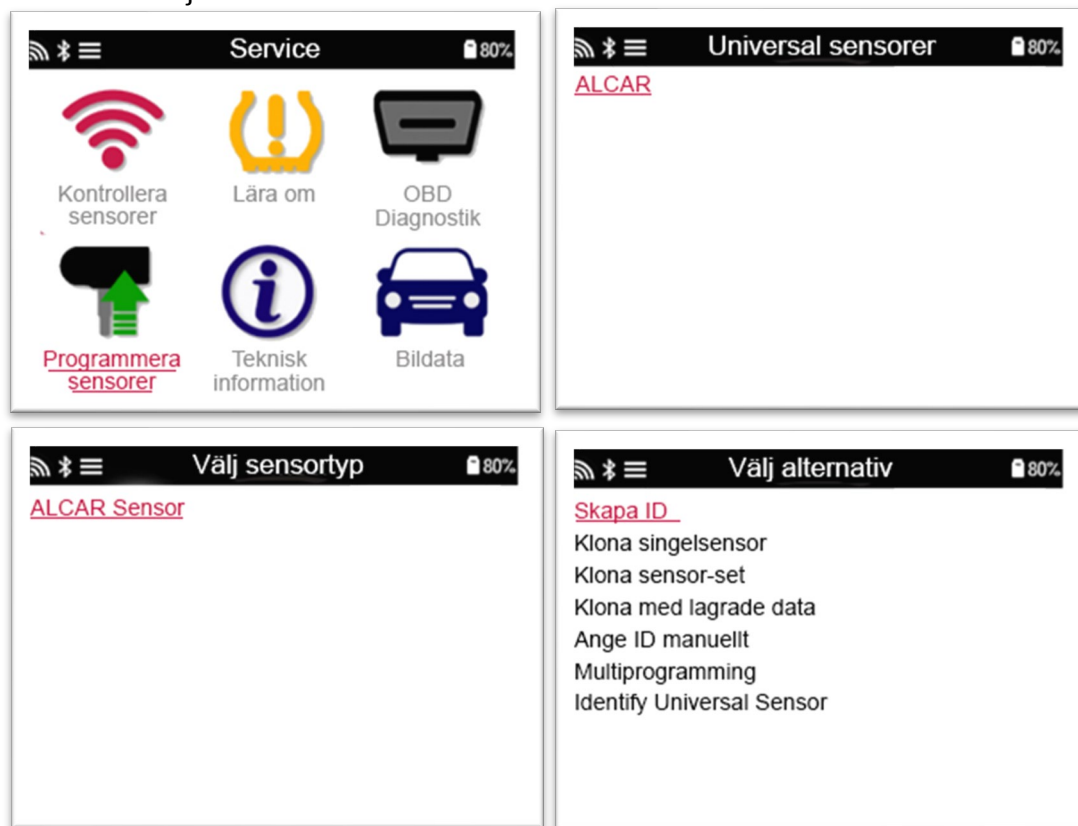 Service
80%
Kontrollera
sensorer
Lära om
OBD
Diagnostik
Programmera
sensorer
Teknisk
information
Bildata
Universal sensorer
80%
ALCAR
Välj sensortyp
80%
ALCAR Sensor
Välj alternativ
80%
Skapa ID
Klona singelsensor
Klona sensor-set
Klona med lagrade data
Ange ID manuellt
Multiprogramming
Identify Universal Sensor